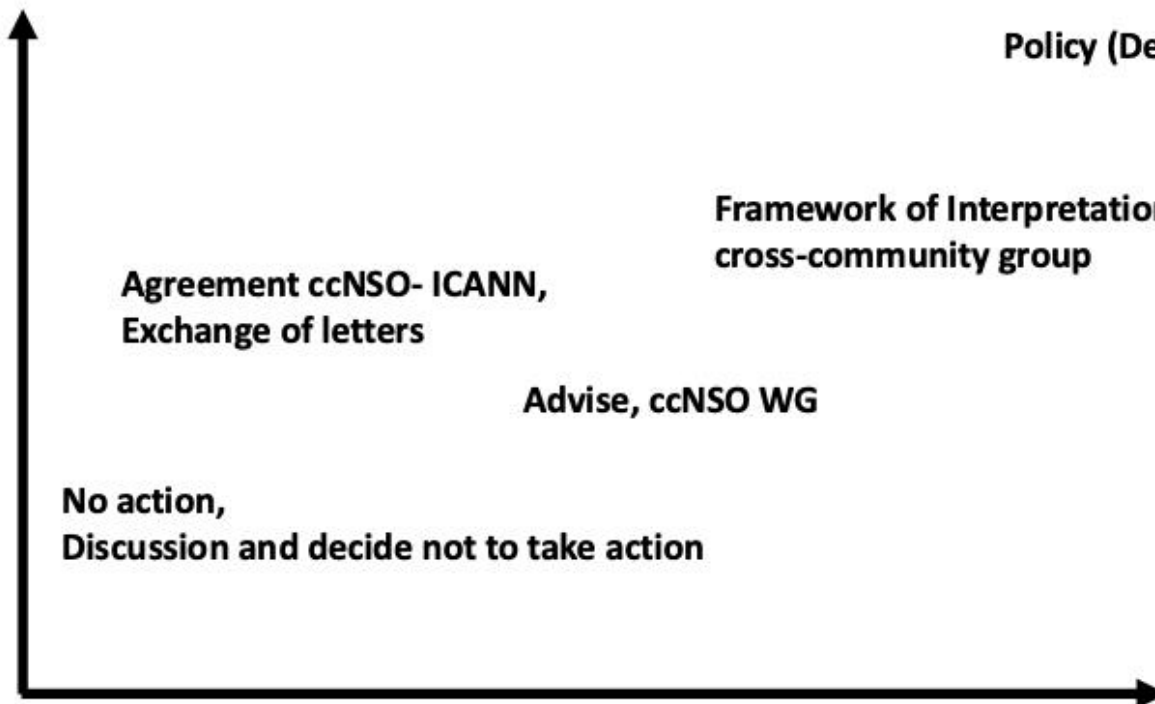 Policy (De
Framework of Interpretation
cross-community group
Agreement ccNSO- ICANN,
Exchange of letters
Advise, ccNSO WG
No action,
Discussion and decide not to take action